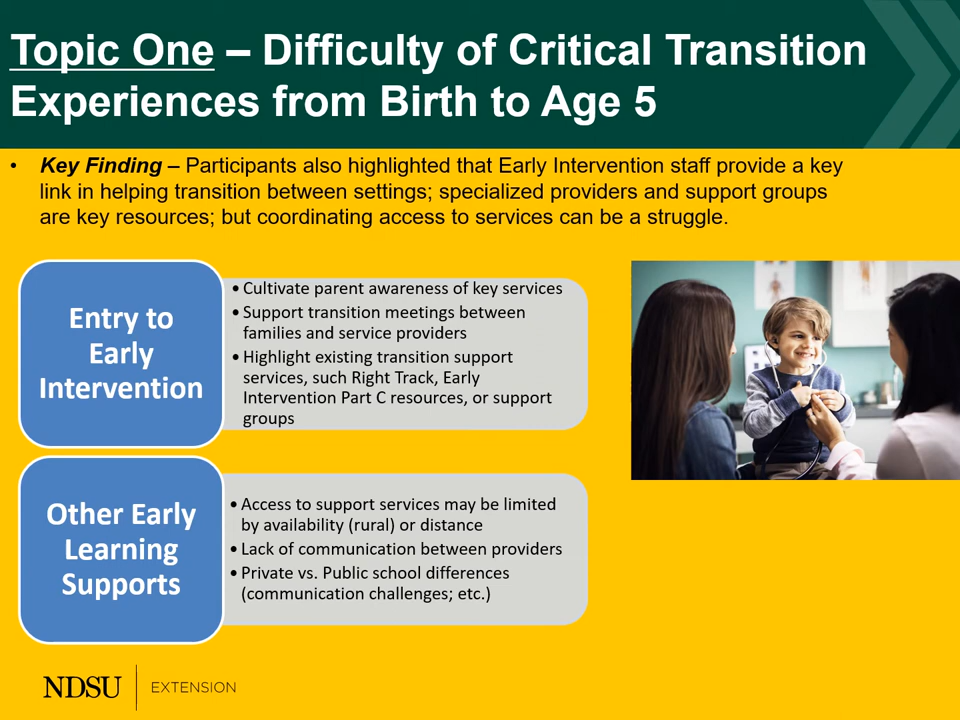 Topic One – Difficulty of Critical Transition
Experiences from Birth to Age 5
• Key Finding – Participants also highlighted that Early Intervention staff provide a key
link in helping transition between settings; specialized providers and support groups
are key resources; but coordinating access to services can be a struggle.
Entry to
Early
Intervention
• Cultivate parent awareness of key services
• Support transition meetings between
families and service providers
• Highlight existing transition support
services, such Right Track, Early
Intervention Part C resources, or support
groups
Other Early
Learning
Supports
• Access to support services may be limited
by availability (rural) or distance
• Lack of communication between providers
• Private vs. Public school differences
(communication challenges; etc.)
NDSU EXTENSION